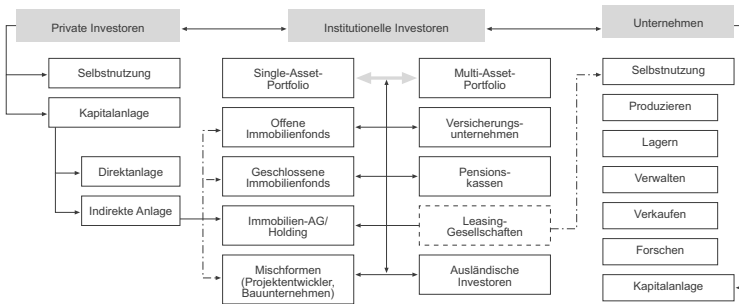 Private Investoren
Institutionelle Investoren
Unternehmen
Selbstnutzung
Kapitalanlage
Direktanlage
Indirekte Anlage
Single-Asset-
Portfolio
Offene
Immobilienfonds
Geschlossene
Immobilienfonds
Immobilien-AG/
Holding
Mischformen
(Projektentwickler,
Bauunternehmen)
Multi-Asset-
Portfolio
Versicherungs-
unternehmen
Pensions-
kassen
Leasing-
Gesellschaften
Ausländische
Investoren
Selbstnutzung
Produzieren
Lagern
Verwalten
Verkaufen
Forschen
Kapitalanlage